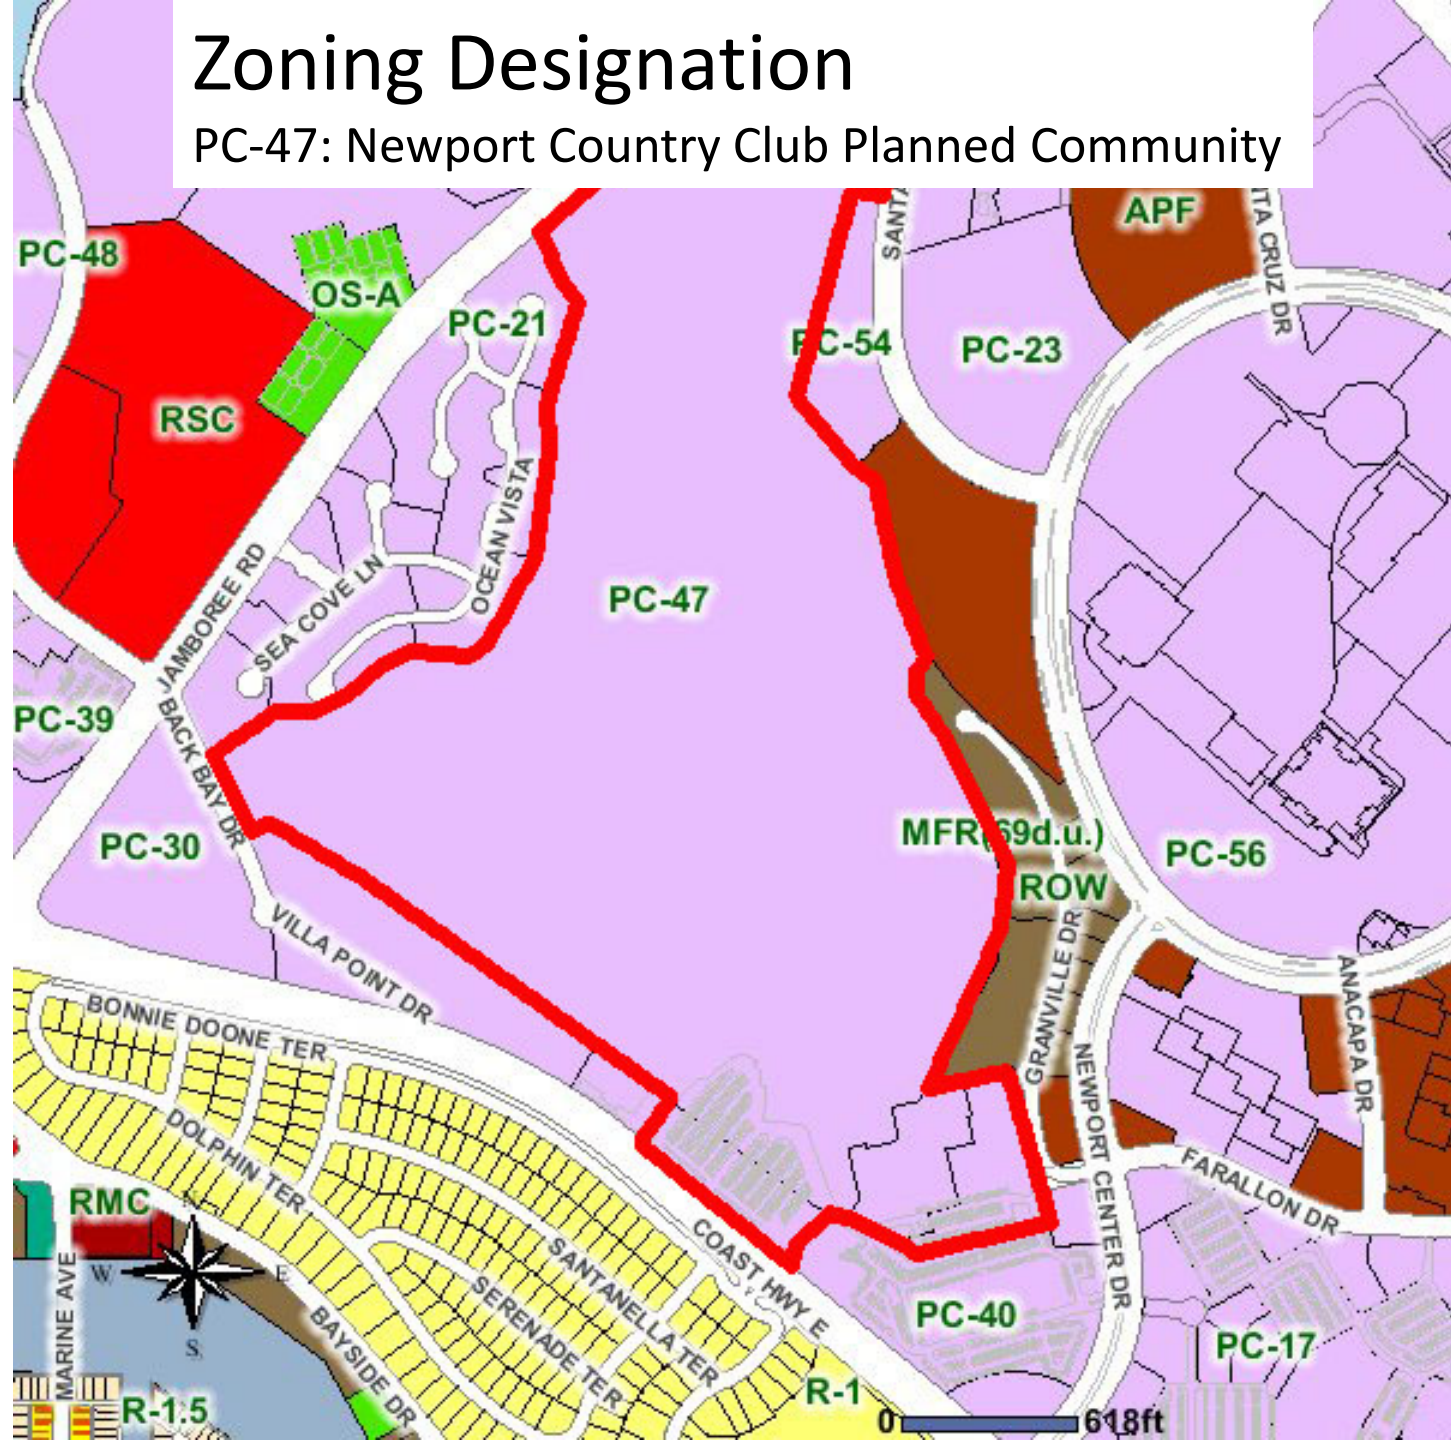 Zoning Designation
PC-47: Newport Country Club Planned Community
APF
PC-48
SANTA
TA CRUZ DR
OS-A
PC-21
PC-54
PC-23
RSC
OCEAN VISTA
JAMBOREE RD
SEA COVE LN
PC-47
PC-39
BACK BAY DR
MFR(69d.u.)
PC-30
PC-56
ROW
VILLA POINT DR
GRANVILLE DR
ANACAPA DR
BONNIE DOONE TER
NEWPORT CENTER DR
DOLPHIN TER
FARALLON DR
RMC
N
W
E
S
COAST HWY E
SANTANELLA TER
SERENADE TER
MARINE AVE
BAYSIDE DR
PC-40
PC-17
R-1
R-1.5
0
618ft